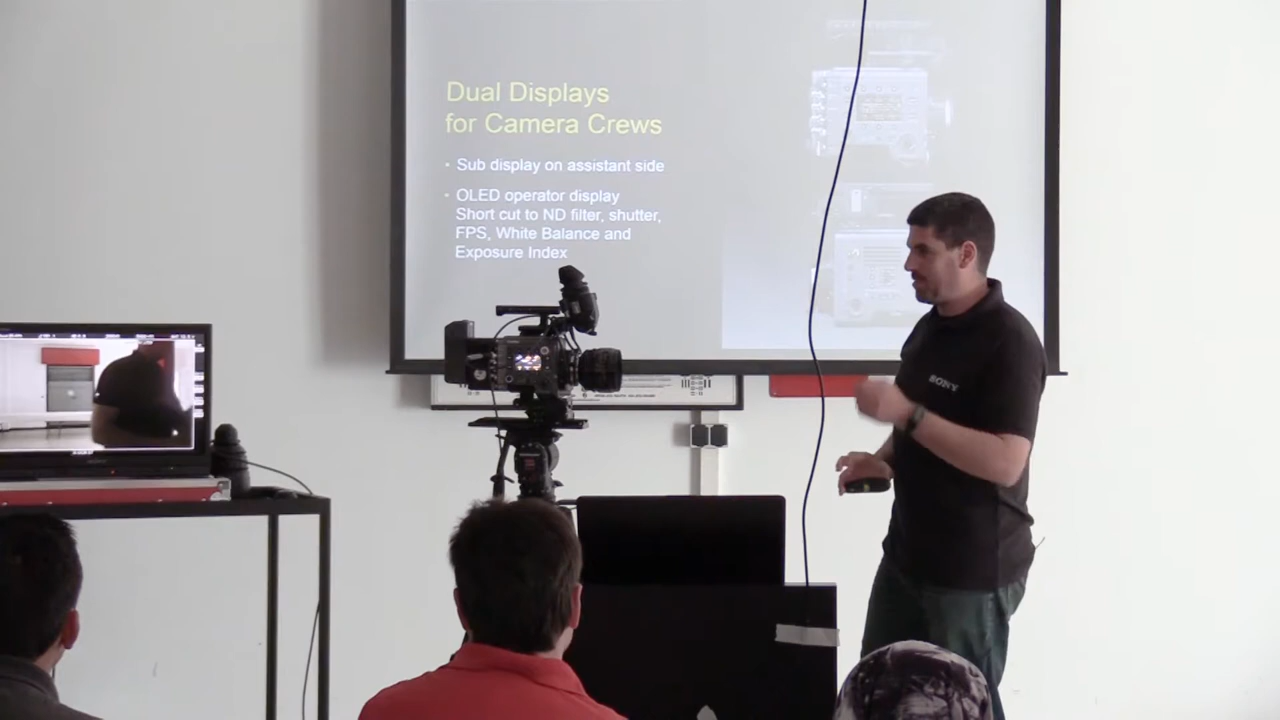 Dual Displays
for Camera Crews
• Sub display on assistant side
• OLED operator display
Short cut to ND filter, shutter,
FPS, White Balance and
Exposure Index
SONY